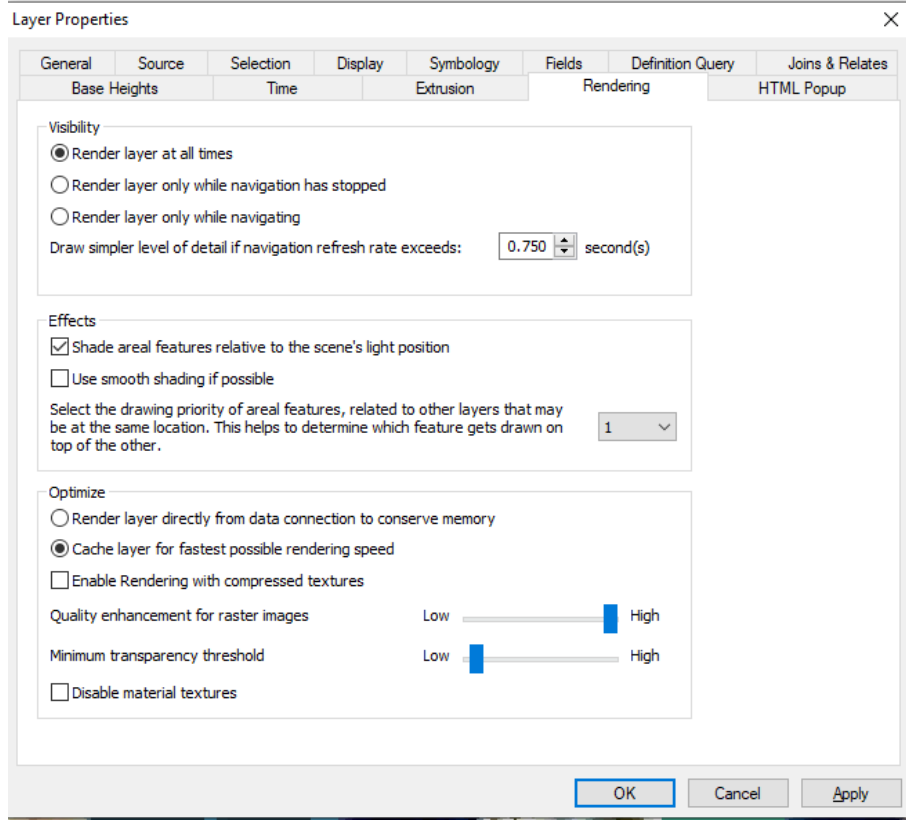 Layer Properties
General Source Selection Display Symbology Fields Definition Query Joins & Relates
Base Heights Time Extrusion Rendering HTML Popup
Visibility
Render layer at all times
Render layer only while navigation has stopped
Render layer only while navigating
Draw simpler level of detail if navigation refresh rate exceeds: 0.750 second(s)
Effects
Shade areal features relative to the scene's light position
Use smooth shading if possible
Select the drawing priority of areal features, related to other layers that may
be at the same location. This helps to determine which feature gets drawn on
top of the other.
1
Optimize
Render layer directly from data connection to conserve memory
Cache layer for fastest possible rendering speed
Enable Rendering with compressed textures
Quality enhancement for raster images Low High
Minimum transparency threshold Low High
Disable material textures
OK Cancel Apply